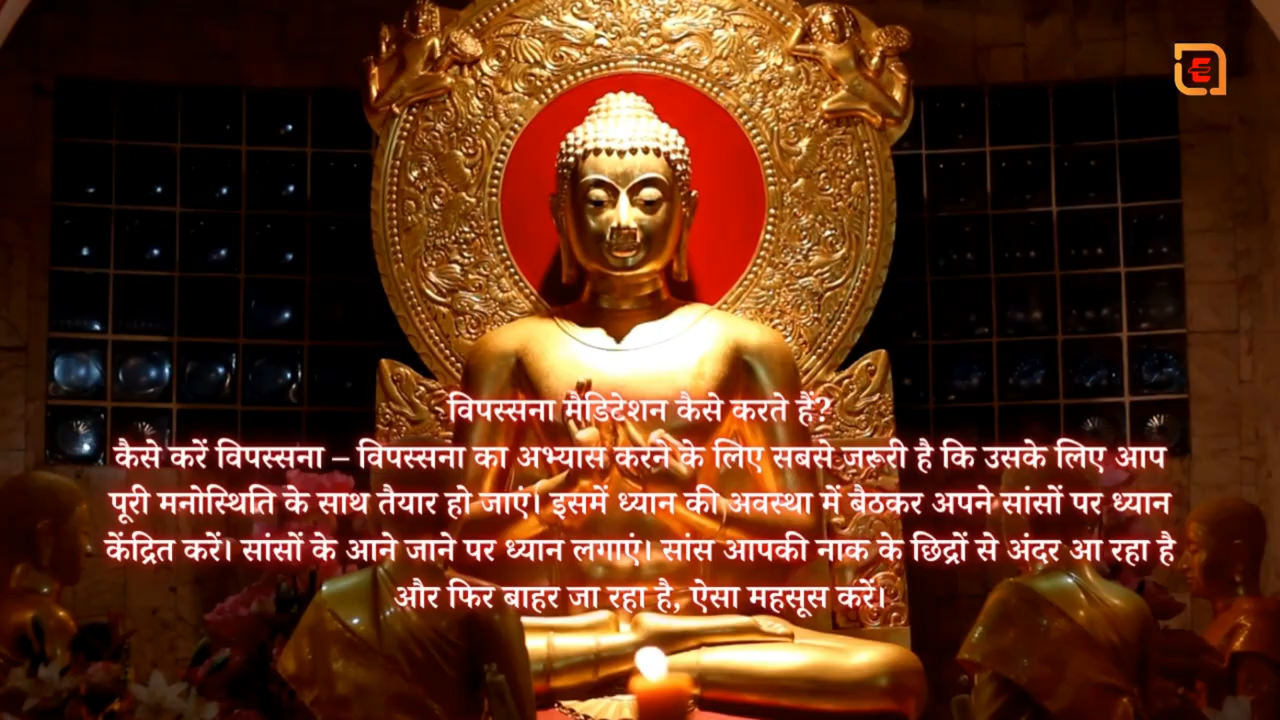 विपस्सना मैडिटेशन कैसे करते हैं?
कैसे करें विपस्सना – विपस्सना का अभ्यास करने के लिए सबसे जरूरी है कि उसके लिए आप
पूरी मनोस्थिति के साथ तैयार हो जाएं। इसमें ध्यान की अवस्था में बैठकर अपने सांसों पर ध्यान
केंद्रित करें। सांसों के आने जाने पर ध्यान लगाएं। सांस आपकी नाक के छिद्रों से अंदर आ रहा है
और फिर बाहर जा रहा है, ऐसा महसूस करें।